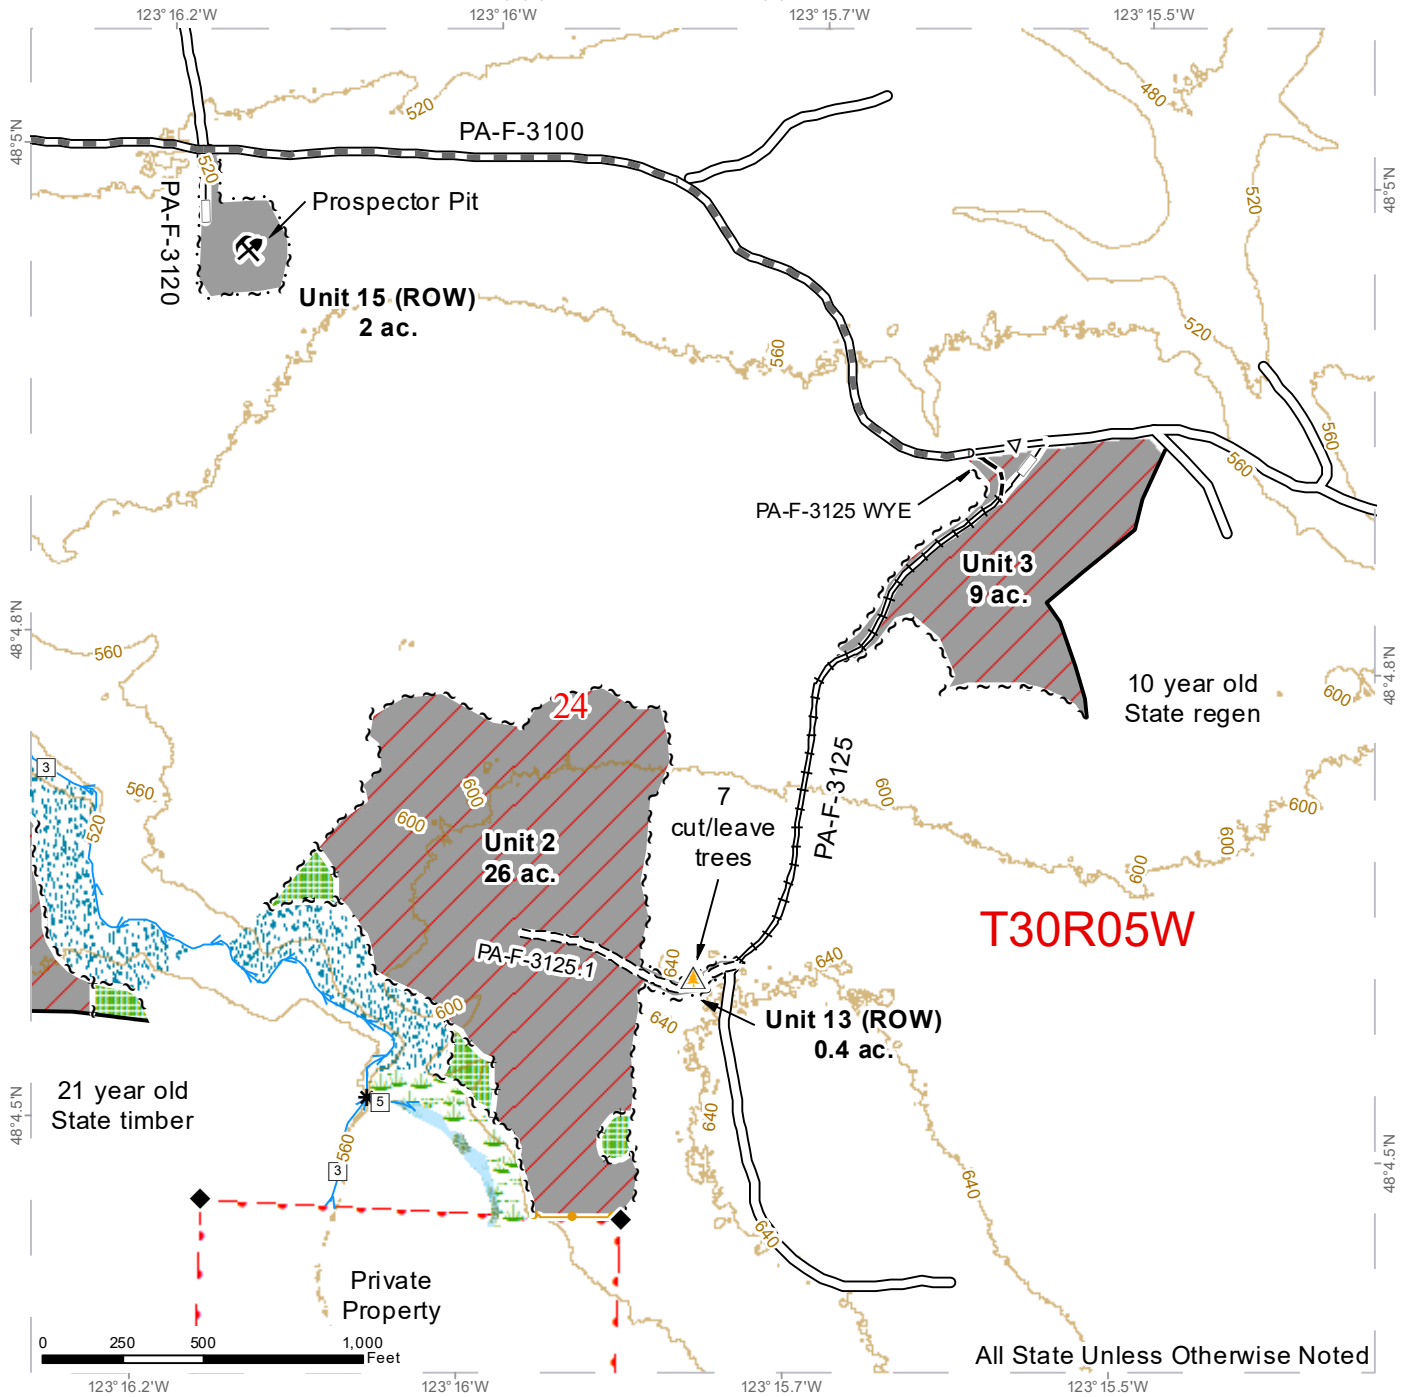 123°16.2'W
123°16'W
123°15.7'W
123°15.5'W
480
520
PA-F-3100
48°5'N
48°5'N
520
PA-F-3120
Prospector Pit
520
Unit 15 (ROW)
2 ac.
520
560
560
560
PA-F-3125 WYE
Unit 3
9 ac.
48°4.8'N
48°4.8'N
560
10 year old
State regen
600
24
3
560
520
600
600
Unit 2
26 ac.
7
cut/leave
trees
PA-F-3125
600
600
600
600
T30R05W
PA-F-3125.1
640
640
640
600
Unit 13 (ROW)
0.4 ac.
21 year old
State timber
5
48°4.5'N
48°4.5'N
560
3
640
640
640
Private
Property
0
250
500
1,000
Feet
All State Unless Otherwise Noted
123°16.2'W
123°16'W
123°15.7'W
123°15.5'W